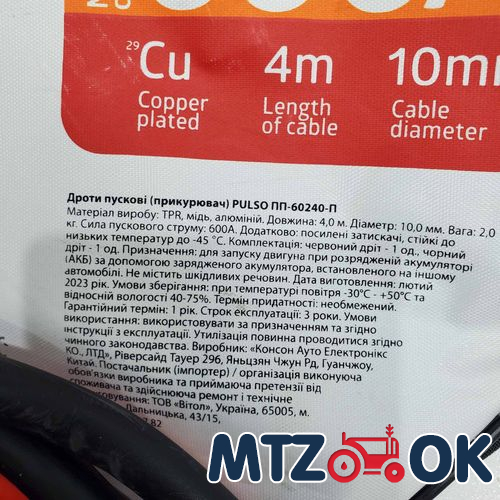 29 Cu
Copper
plated
4m
Length
of cable
10m
Cable
diameter
Дроти пускові (прикурювач) PULSO ПП-60240-П
Матеріал виробу: TPR, мідь, алюміній. Довжина: 4,0 м. Діаметр: 10,0 мм. Вага: 2,0
кг. Сила пускового струму: 600А. Додатково: посилені затискачі, стійкі до
низьких температур до -45 °C. Комплектація: червоний дріт - 1 од., чорний
дріт - 1 од. Призначення: для запуску двигуна при розрядженій акумуляторі
(АКБ) за допомогою зарядженого акумулятора, встановленого на іншому
автомобілі. Не містить шкідливих речовин. Дата виготовлення: лютий
2023 рік. Умови зберігання: при температурі повітря -30°C - +50°C та
відносній вологості 40-75%. Термін придатності: необмежений.
Гарантійний термін: 1 рік. Строк експлуатації: 3 роки. Умови
використання: використовувати за призначенням та згідно
інструкції з експлуатації. Утилізація повинна проводитися згідно
чинного законодавства. Виробник: «Консон Ауто Електронікс
КО., ЛТД», Ріверсайд Тауер 296, Яньцзян Чжун Рд, Гуанчжоу,
Китай. Постачальник (імпортер) / організація виконуюча
обов'язки виробника та приймаюча претензії від
споживача та здійснююча ремонт і технічне
обслуговування: ТОВ «Вітол», Україна, 65005, м.
Дальницька, 43/15,
7.82
MTZ OK